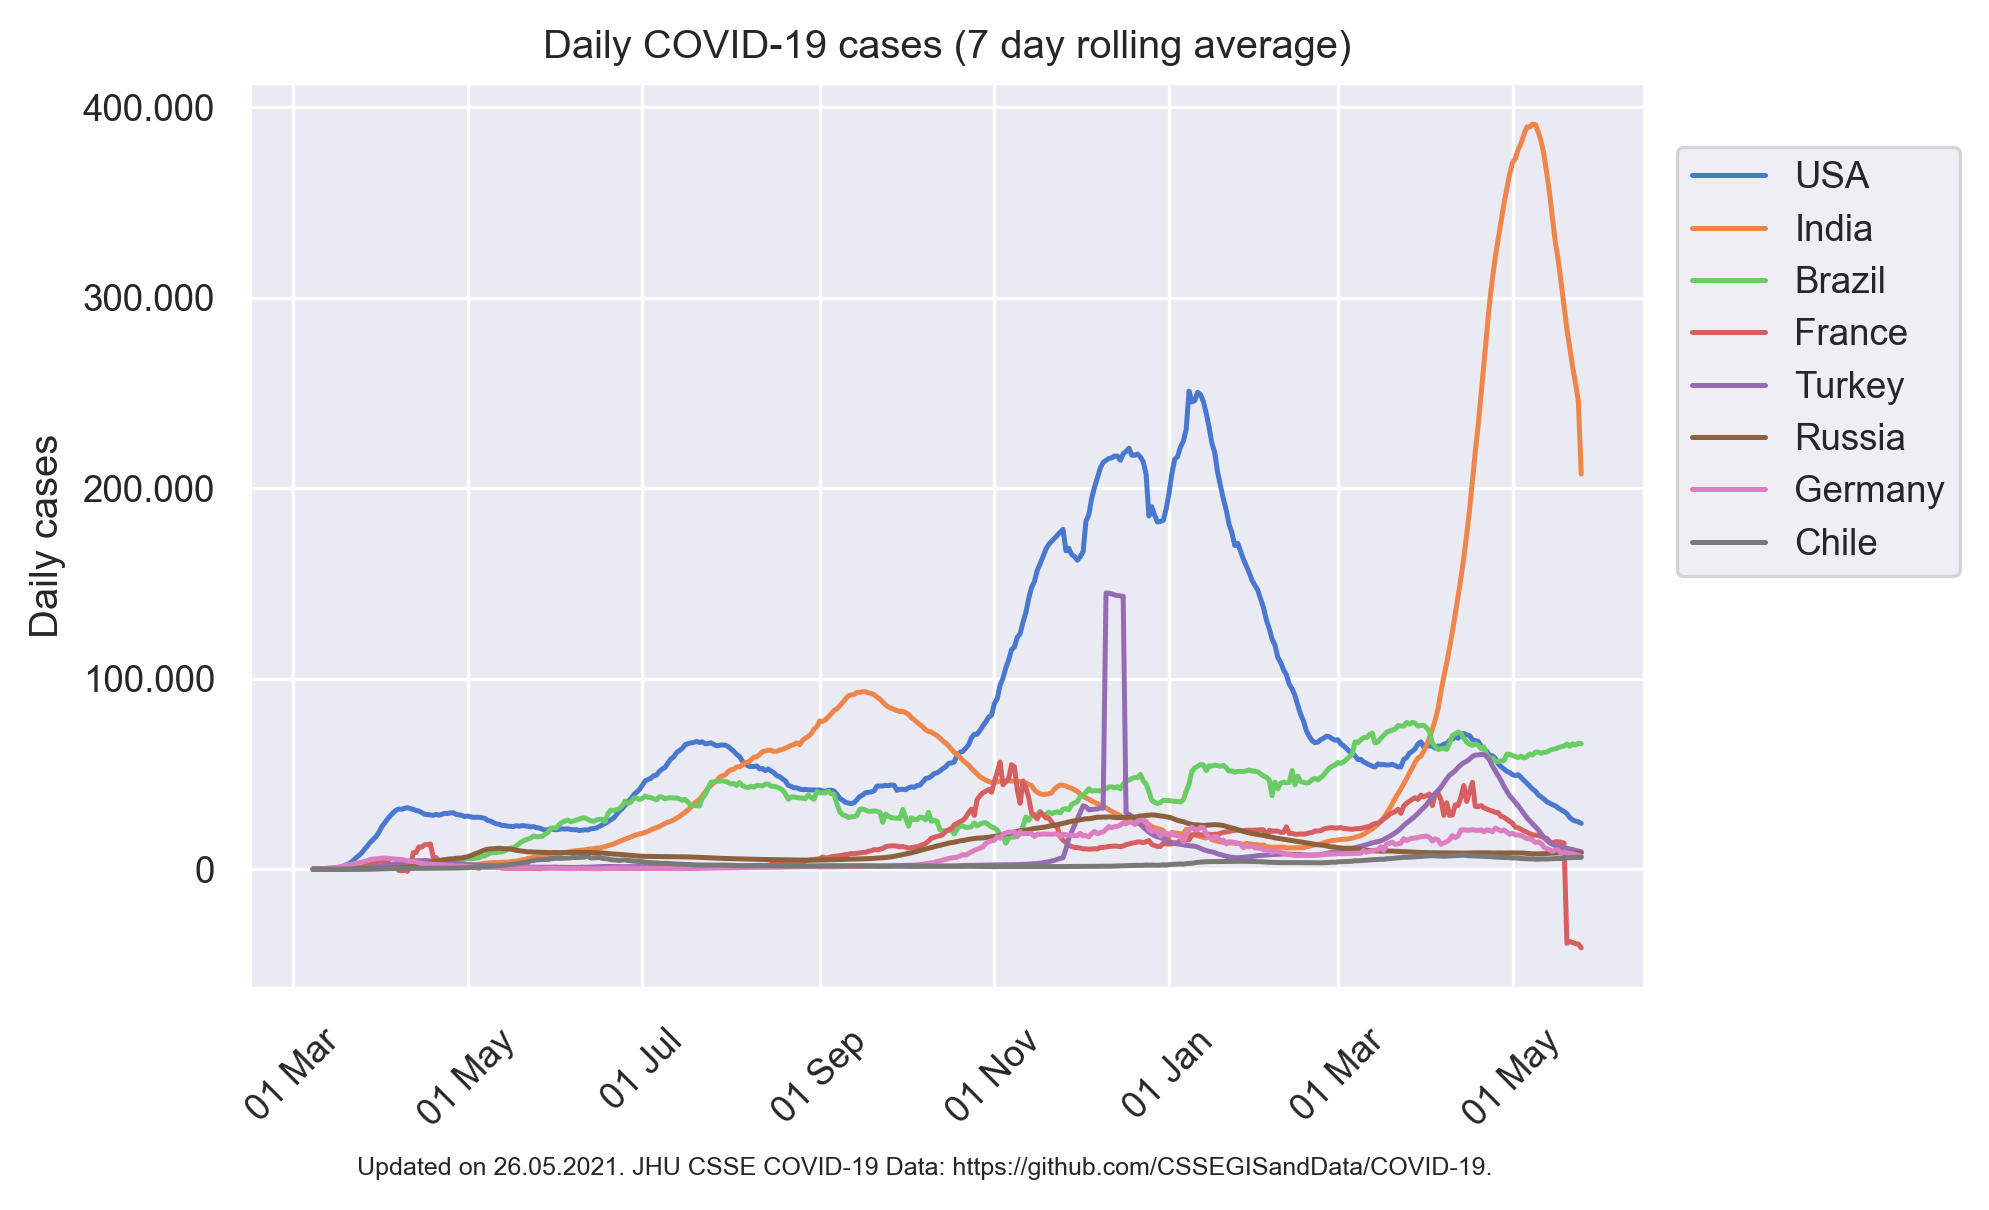 Daily COVID-19 cases (7 day rolling average)
400.000
300.000
200.000
100.000
0
Daily cases
USA
India
Brazil
France
Turkey
Russia
Germany
Chile
01 Mar
01 May
01 Jul
01 Sep
01 Nov
01 Jan
01 Mar
01 May
Updated on 26.05.2021. JHU CSSE COVID-19 Data: https://github.com/CSSEGISandData/COVID-19.